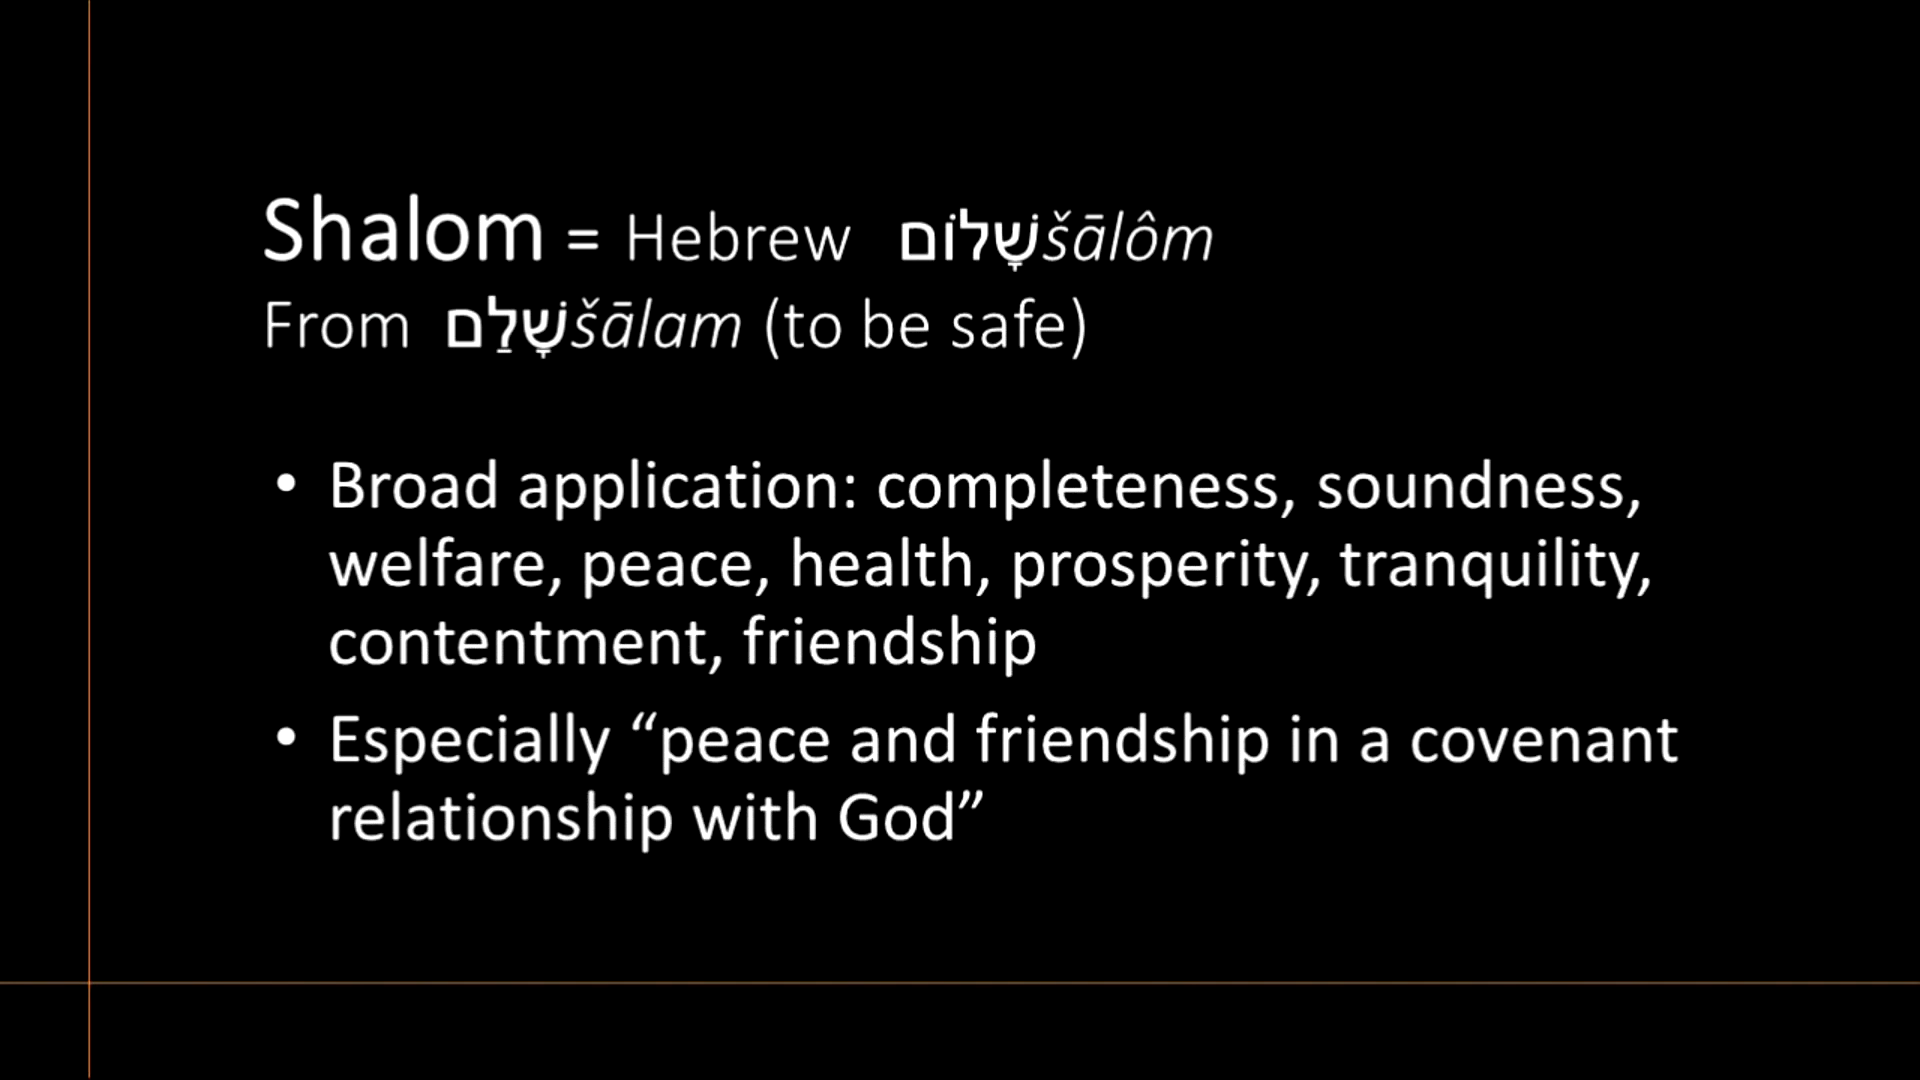 Shalom = Hebrew שָׁלוֹם šālôm
From שָׁלַם šālam (to be safe)
• Broad application: completeness, soundness,
welfare, peace, health, prosperity, tranquility,
contentment, friendship
• Especially “peace and friendship in a covenant
relationship with God”